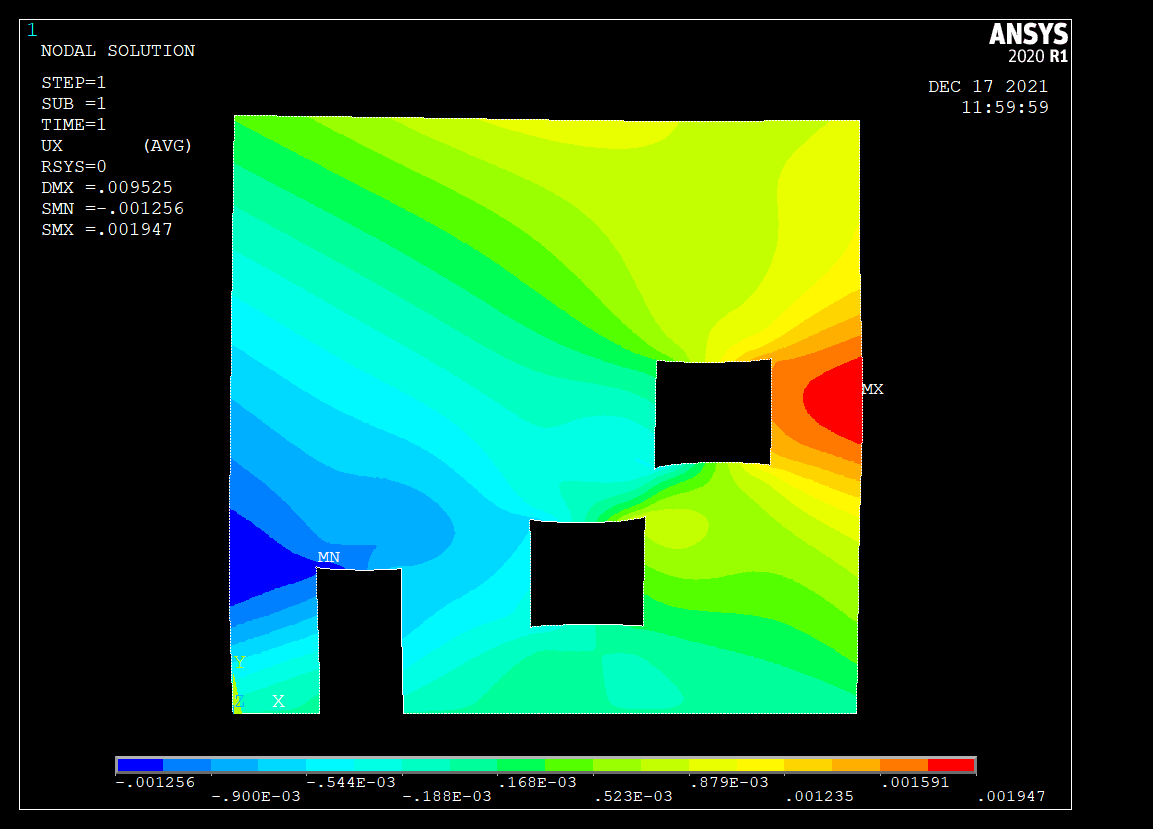 1
ANSYS
2020 R1
NODAL SOLUTION
STEP=1
SUB =1
TIME=1
UX (AVG)
RSYS=0
DMX =.009525
SMN =-.001256
SMX =.001947
DEC 17 2021
11:59:59
MX
MN
Y
Z X
-.001256 -.544E-03 .168E-03 .879E-03 .001591
-.900E-03 -.188E-03 .523E-03 .001235 .001947